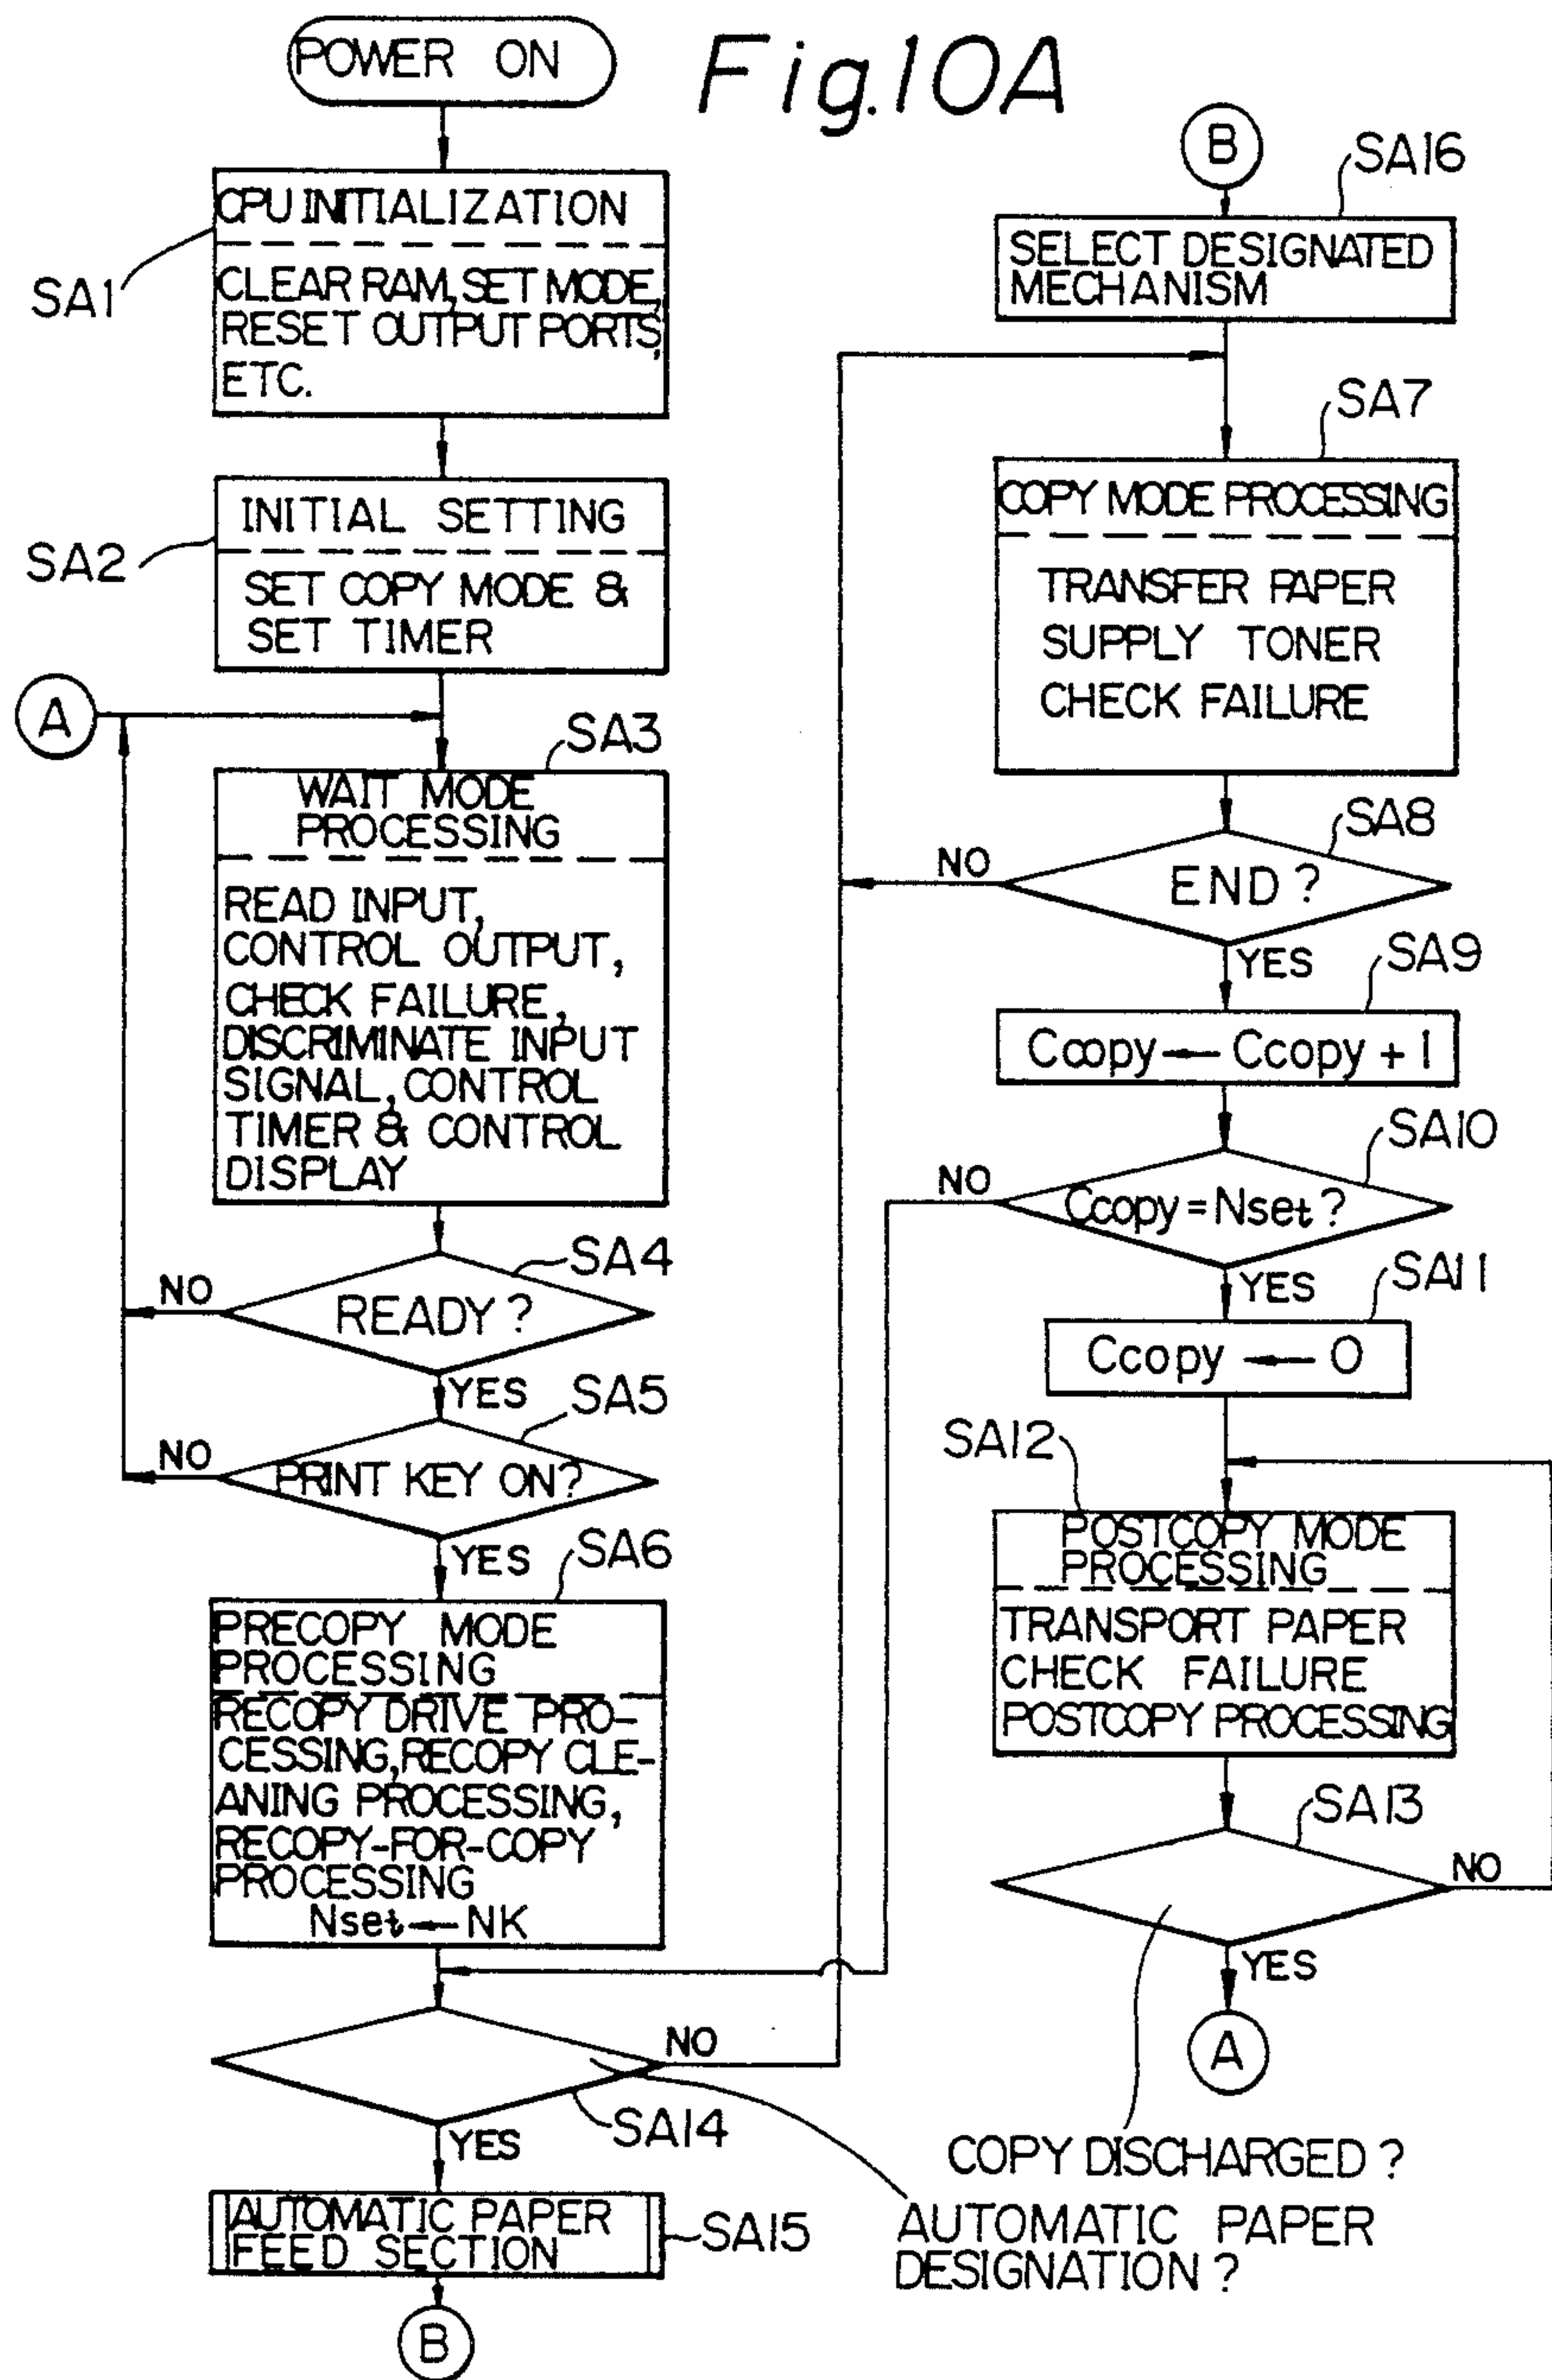 Fig.10A
POWER ON
CPU INITIALIZATION
CLEAR RAM, SET MODE,
RESET OUTPUT PORTS,
ETC.
SA1
INITIAL SETTING
SET COPY MODE &
SET TIMER
SA2
A
SA3
WAIT MODE
PROCESSING
READ INPUT,
CONTROL OUTPUT,
CHECK FAILURE,
DISCRIMINATE INPUT
SIGNAL, CONTROL
TIMER & CONTROL
DISPLAY
SA4
READY?
NO
YES
SA5
PRINT KEY ON?
NO
YES
SA6
PRECOPY MODE
PROCESSING
RECOPY DRIVE PRO-
CESSING, RECOPY CLE-
ANING PROCESSING,
RECOPY-FOR-COPY
PROCESSING
Nset ← NK
NO
SA14
YES
AUTOMATIC PAPER
FEED SECTION
SA15
B
B
SA16
SELECT DESIGNATED
MECHANISM
SA7
COPY MODE PROCESSING
TRANSFER PAPER
SUPPLY TONER
CHECK FAILURE
SA8
END?
NO
YES
SA9
Ccopy ← Ccopy + 1
SA10
Ccopy = Nset?
NO
YES
SA11
Ccopy ← 0
SA12
POSTCOPY MODE
PROCESSING
TRANSPORT PAPER
CHECK FAILURE
POSTCOPY PROCESSING
SA13
NO
YES
A
COPY DISCHARGED?
AUTOMATIC PAPER
DESIGNATION?